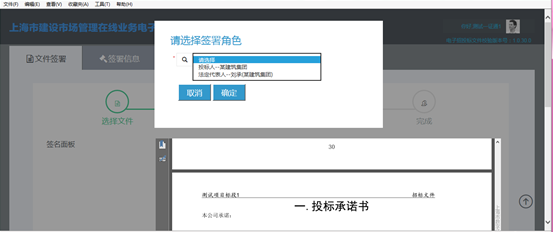 文件(F) 编辑(E) 查看(V) 收藏夹(A) 工具(T) 帮助(H)
上海市建设市场管理在线业务电子
文件签署
签署信息
请选择签署角色
*
请选择
投标人--某建筑集团
法定代表人--刘承(某建筑集团)
取消
确定
选择文件
完成
签名面板
30
测试项目标段1
招标文件
一.投标承诺书
本公司承诺: